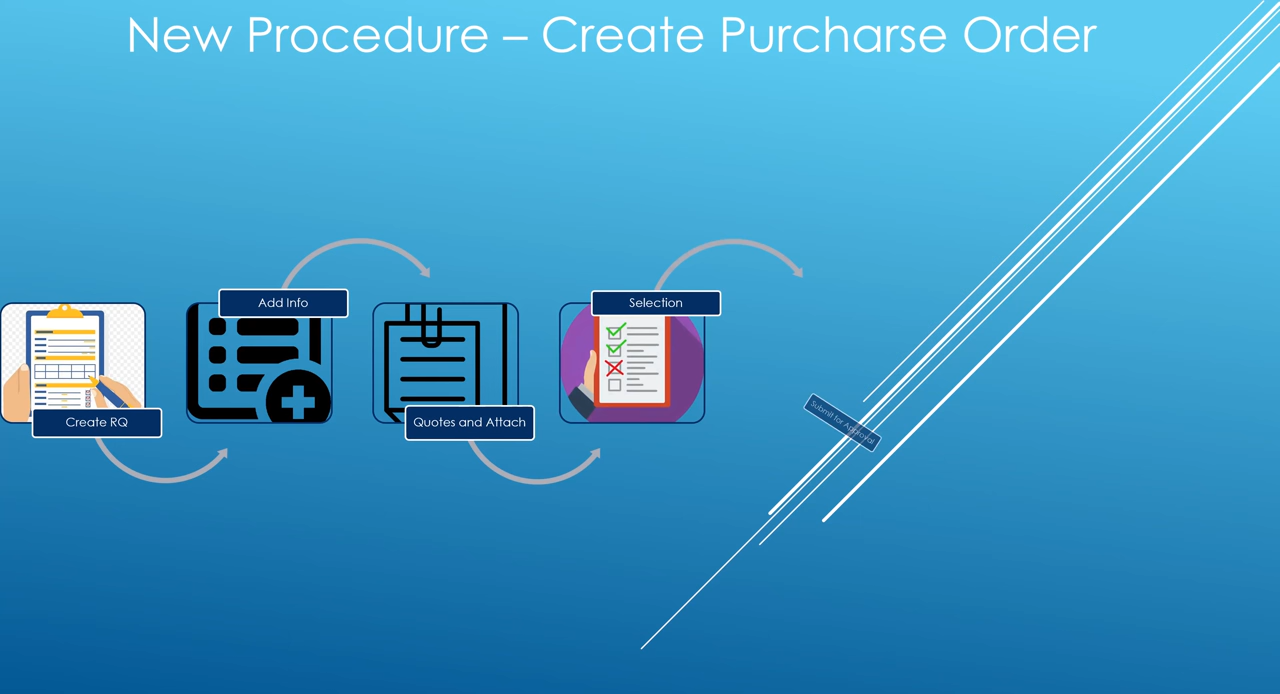 New Procedure – Create Purcharse Order
Add Info
Selection
Create RQ
Quotes and Attach
Submit for Approval